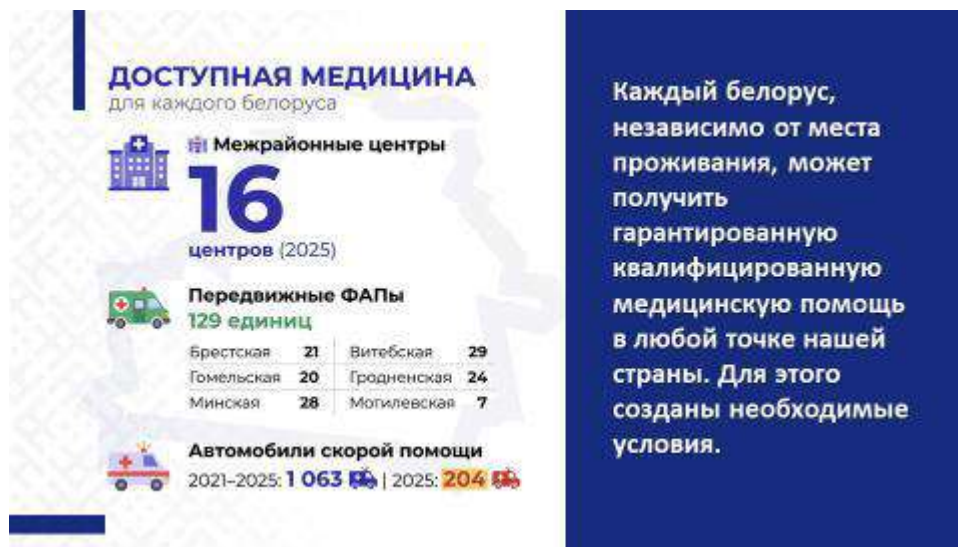 ДОСТУПНАЯ МЕДИЦИНА
для каждого белоруса
Межрайонные центры
16
центров (2025)
Передвижные ФАПы
129 единиц
Брестская 21 Витебская 29
Гомельская 20 Гродненская 24
Минская 28 Могилевская 7
Автомобили скорой помощи
2021–2025: 1 063 | 2025: 204
Каждый белорус,
независимо от места
проживания, может
получить
гарантированную
квалифицированную
медицинскую помощь
в любой точке нашей
страны. Для этого
созданы необходимые
условия.